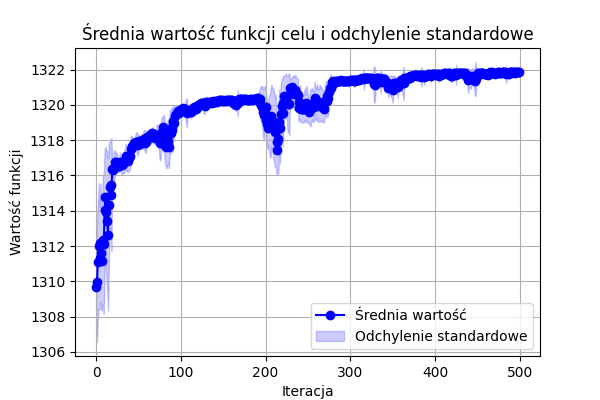 Średnia wartość funkcji celu i odchylenie standardowe
Wartość funkcji
1322
1320
1318
1316
1314
1312
1310
1308
1306
0 100 200 300 400 500
Iteracja
Średnia wartość
Odchylenie standardowe